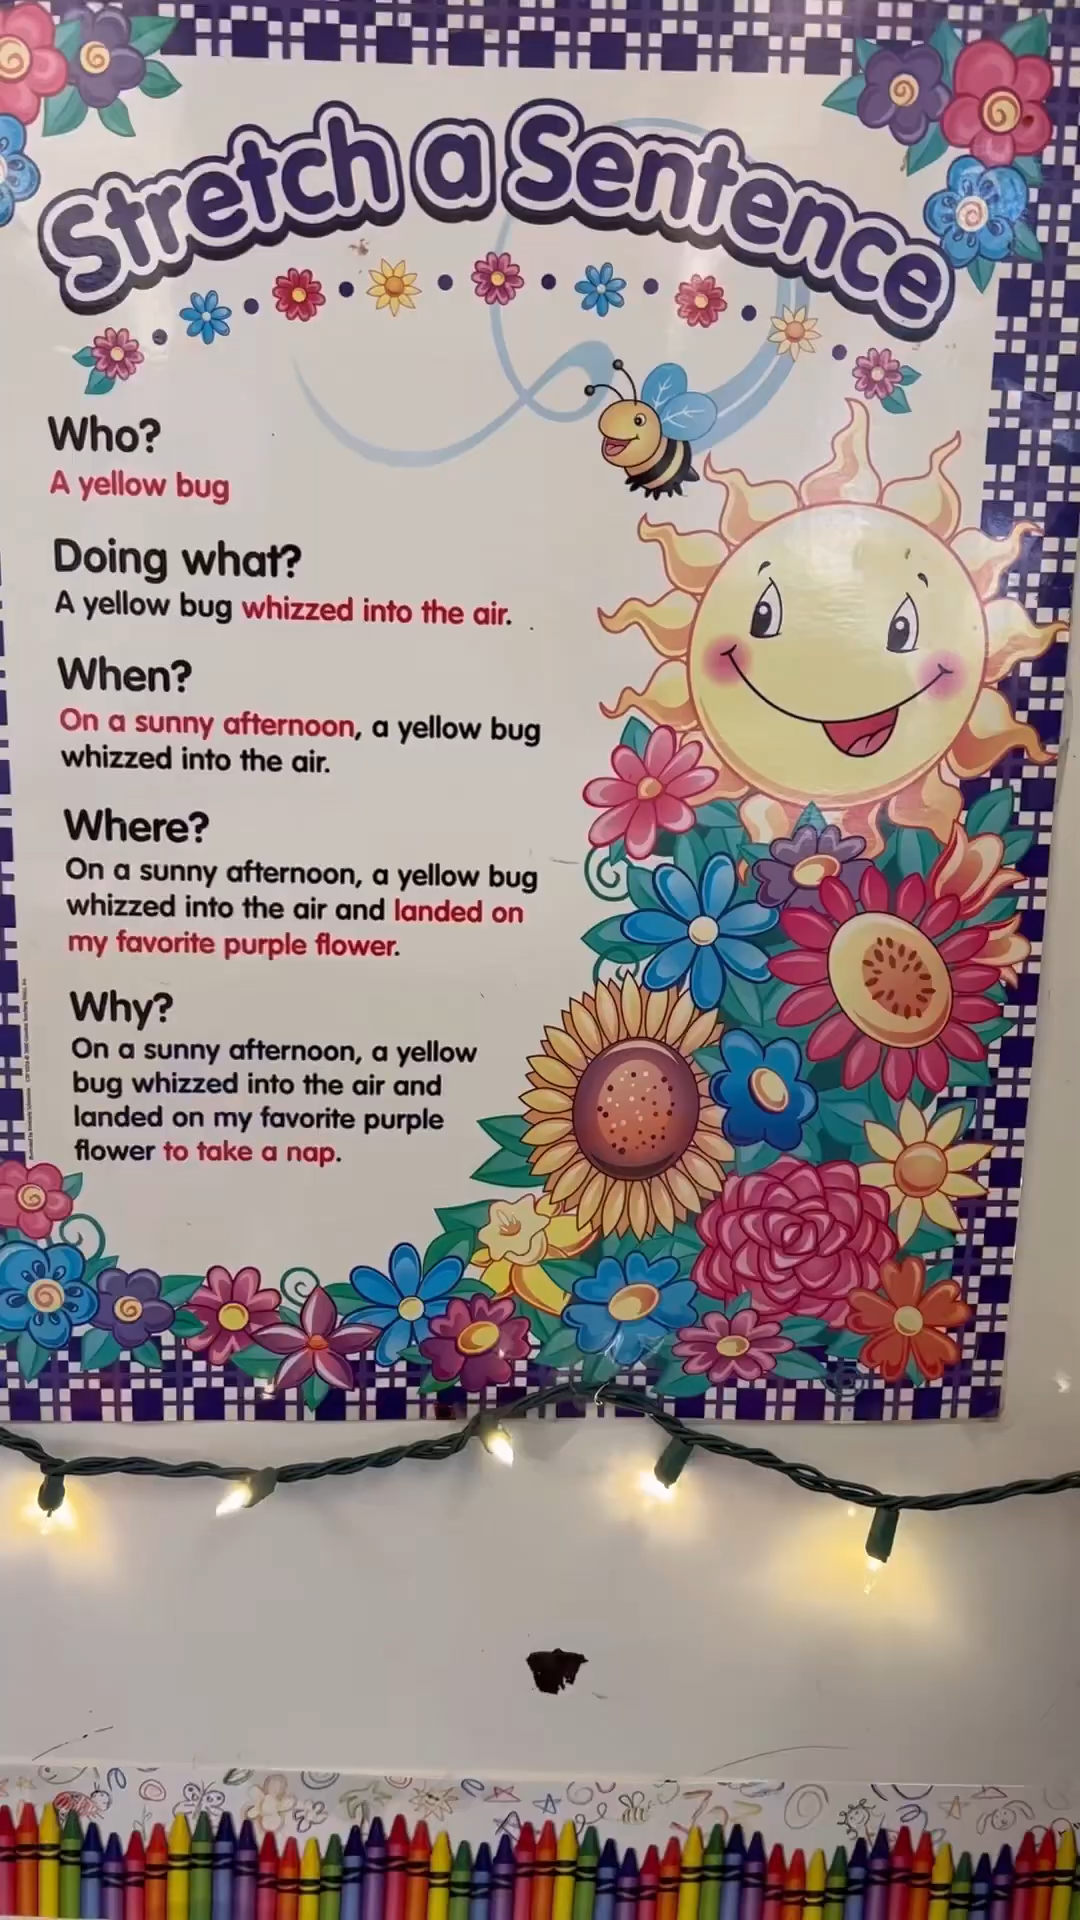 Stretch a Sentence
Who?
A yellow bug
Doing what?
A yellow bug whizzed into the air.
When?
On a sunny afternoon, a yellow bug
whizzed into the air.
Where?
On a sunny afternoon, a yellow bug
whizzed into the air and landed on
my favorite purple flower.
Why?
On a sunny afternoon, a yellow
bug whizzed into the air and
landed on my favorite purple
flower to take a nap.